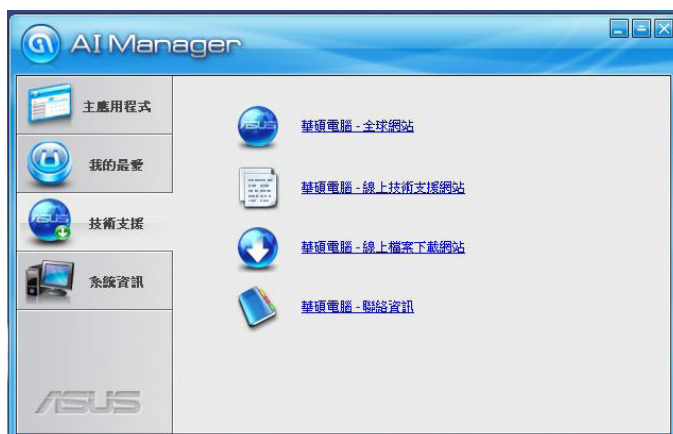 AI Manager
主應用程式
我的最愛
技術支援
系統資訊
ASUS
華碩電腦 - 全球網站
華碩電腦 - 線上技術支援網站
華碩電腦 - 線上檔案下載網站
華碩電腦 - 聯絡資訊